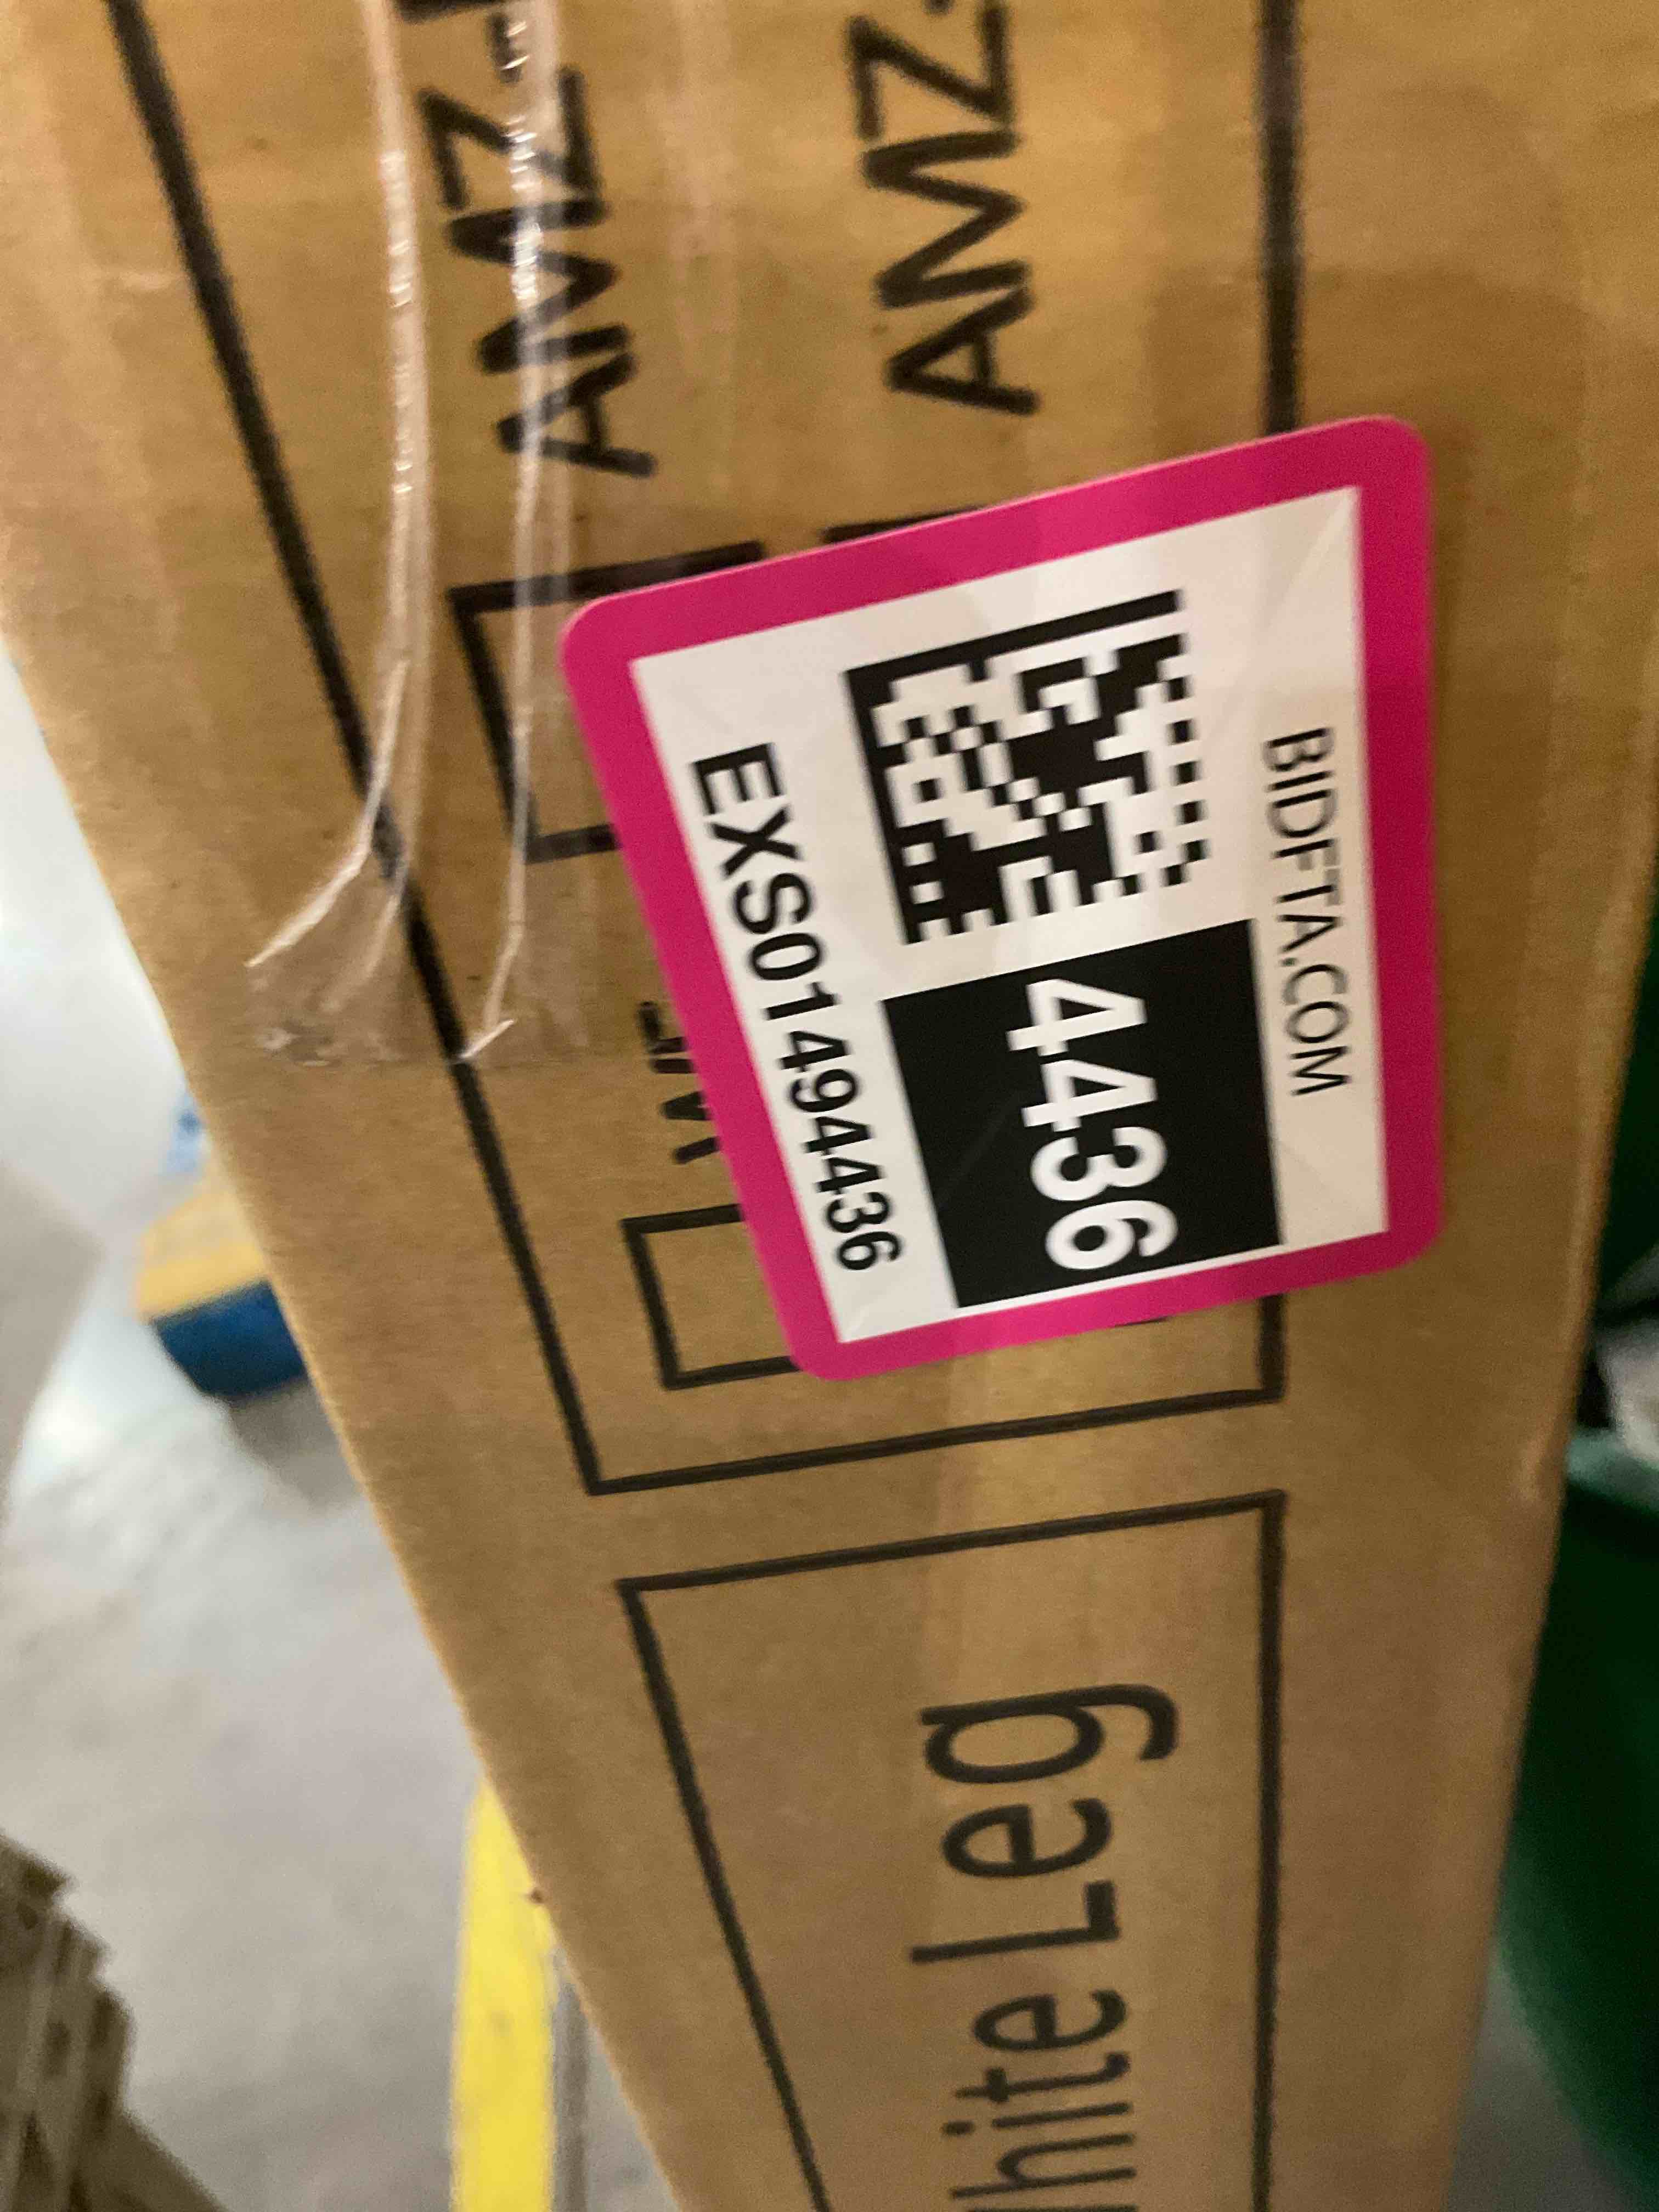 BIDFTA.COM
4436
EXS01494436
AMZ-
AMZ-
hite Leg